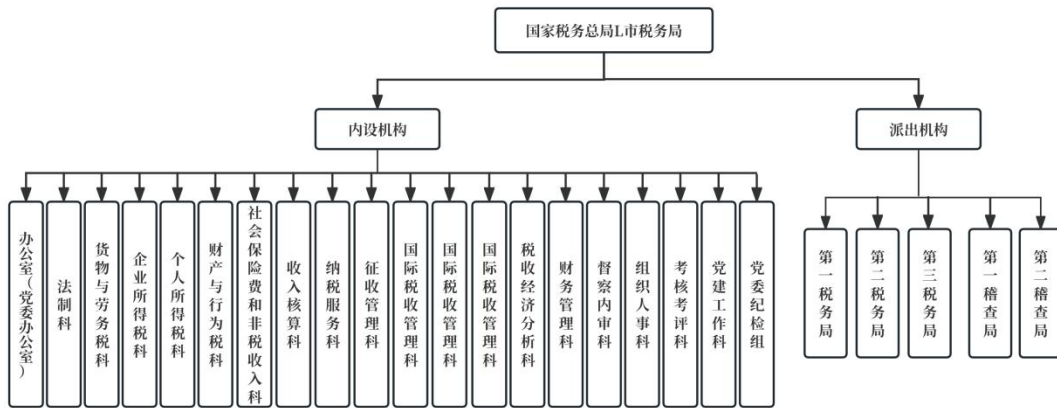 国家税务总局L市税务局
内设机构
派出机构
办公室(党委办公室)
法制科
货物与劳务税科
企业所得税科
个人所得税科
财产与行为税科
社会保险费和非税收入科
收入核算科
纳税服务科
征收管理科
国际税收管理科
国际税收管理科
国际税收管理科
税收经济分析科
财务管理科
督察内审科
组织人事科
考核考评科
党建工作科
党委纪检组
第一税务局
第二税务局
第三税务局
第一稽查局
第二稽查局